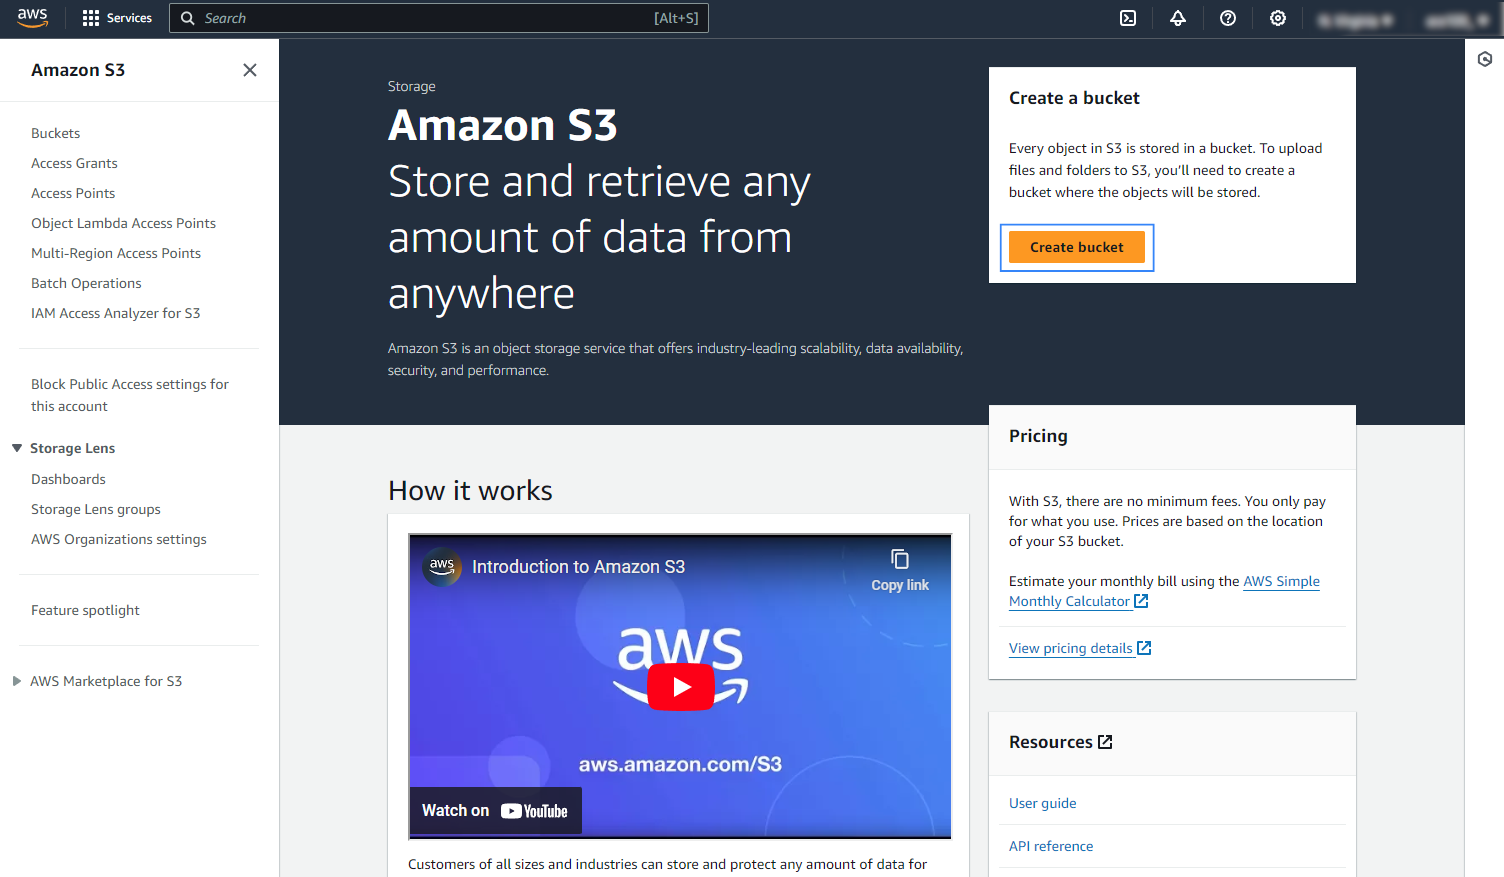 aws
Services
Search
[Alt+S]
Amazon S3
Buckets
Access Grants
Access Points
Object Lambda Access Points
Multi-Region Access Points
Batch Operations
IAM Access Analyzer for S3
Block Public Access settings for
this account
Storage Lens
Dashboards
Storage Lens groups
AWS Organizations settings
Feature spotlight
AWS Marketplace for S3
Storage
Amazon S3
Store and retrieve any
amount of data from
anywhere
Amazon S3 is an object storage service that offers industry-leading scalability, data availability,
security, and performance.
Create a bucket
Every object in S3 is stored in a bucket. To upload
files and folders to S3, you'll need to create a
bucket where the objects will be stored.
Create bucket
How it works
aws
Introduction to Amazon S3
Copy link
aws
aws.amazon.com/S3
Watch on YouTube
Customers of all sizes and industries can store and protect any amount of data for
Pricing
With S3, there are no minimum fees. You only pay
for what you use. Prices are based on the location
of your S3 bucket.
Estimate your monthly bill using the AWS Simple
Monthly Calculator
View pricing details
Resources
User guide
API reference